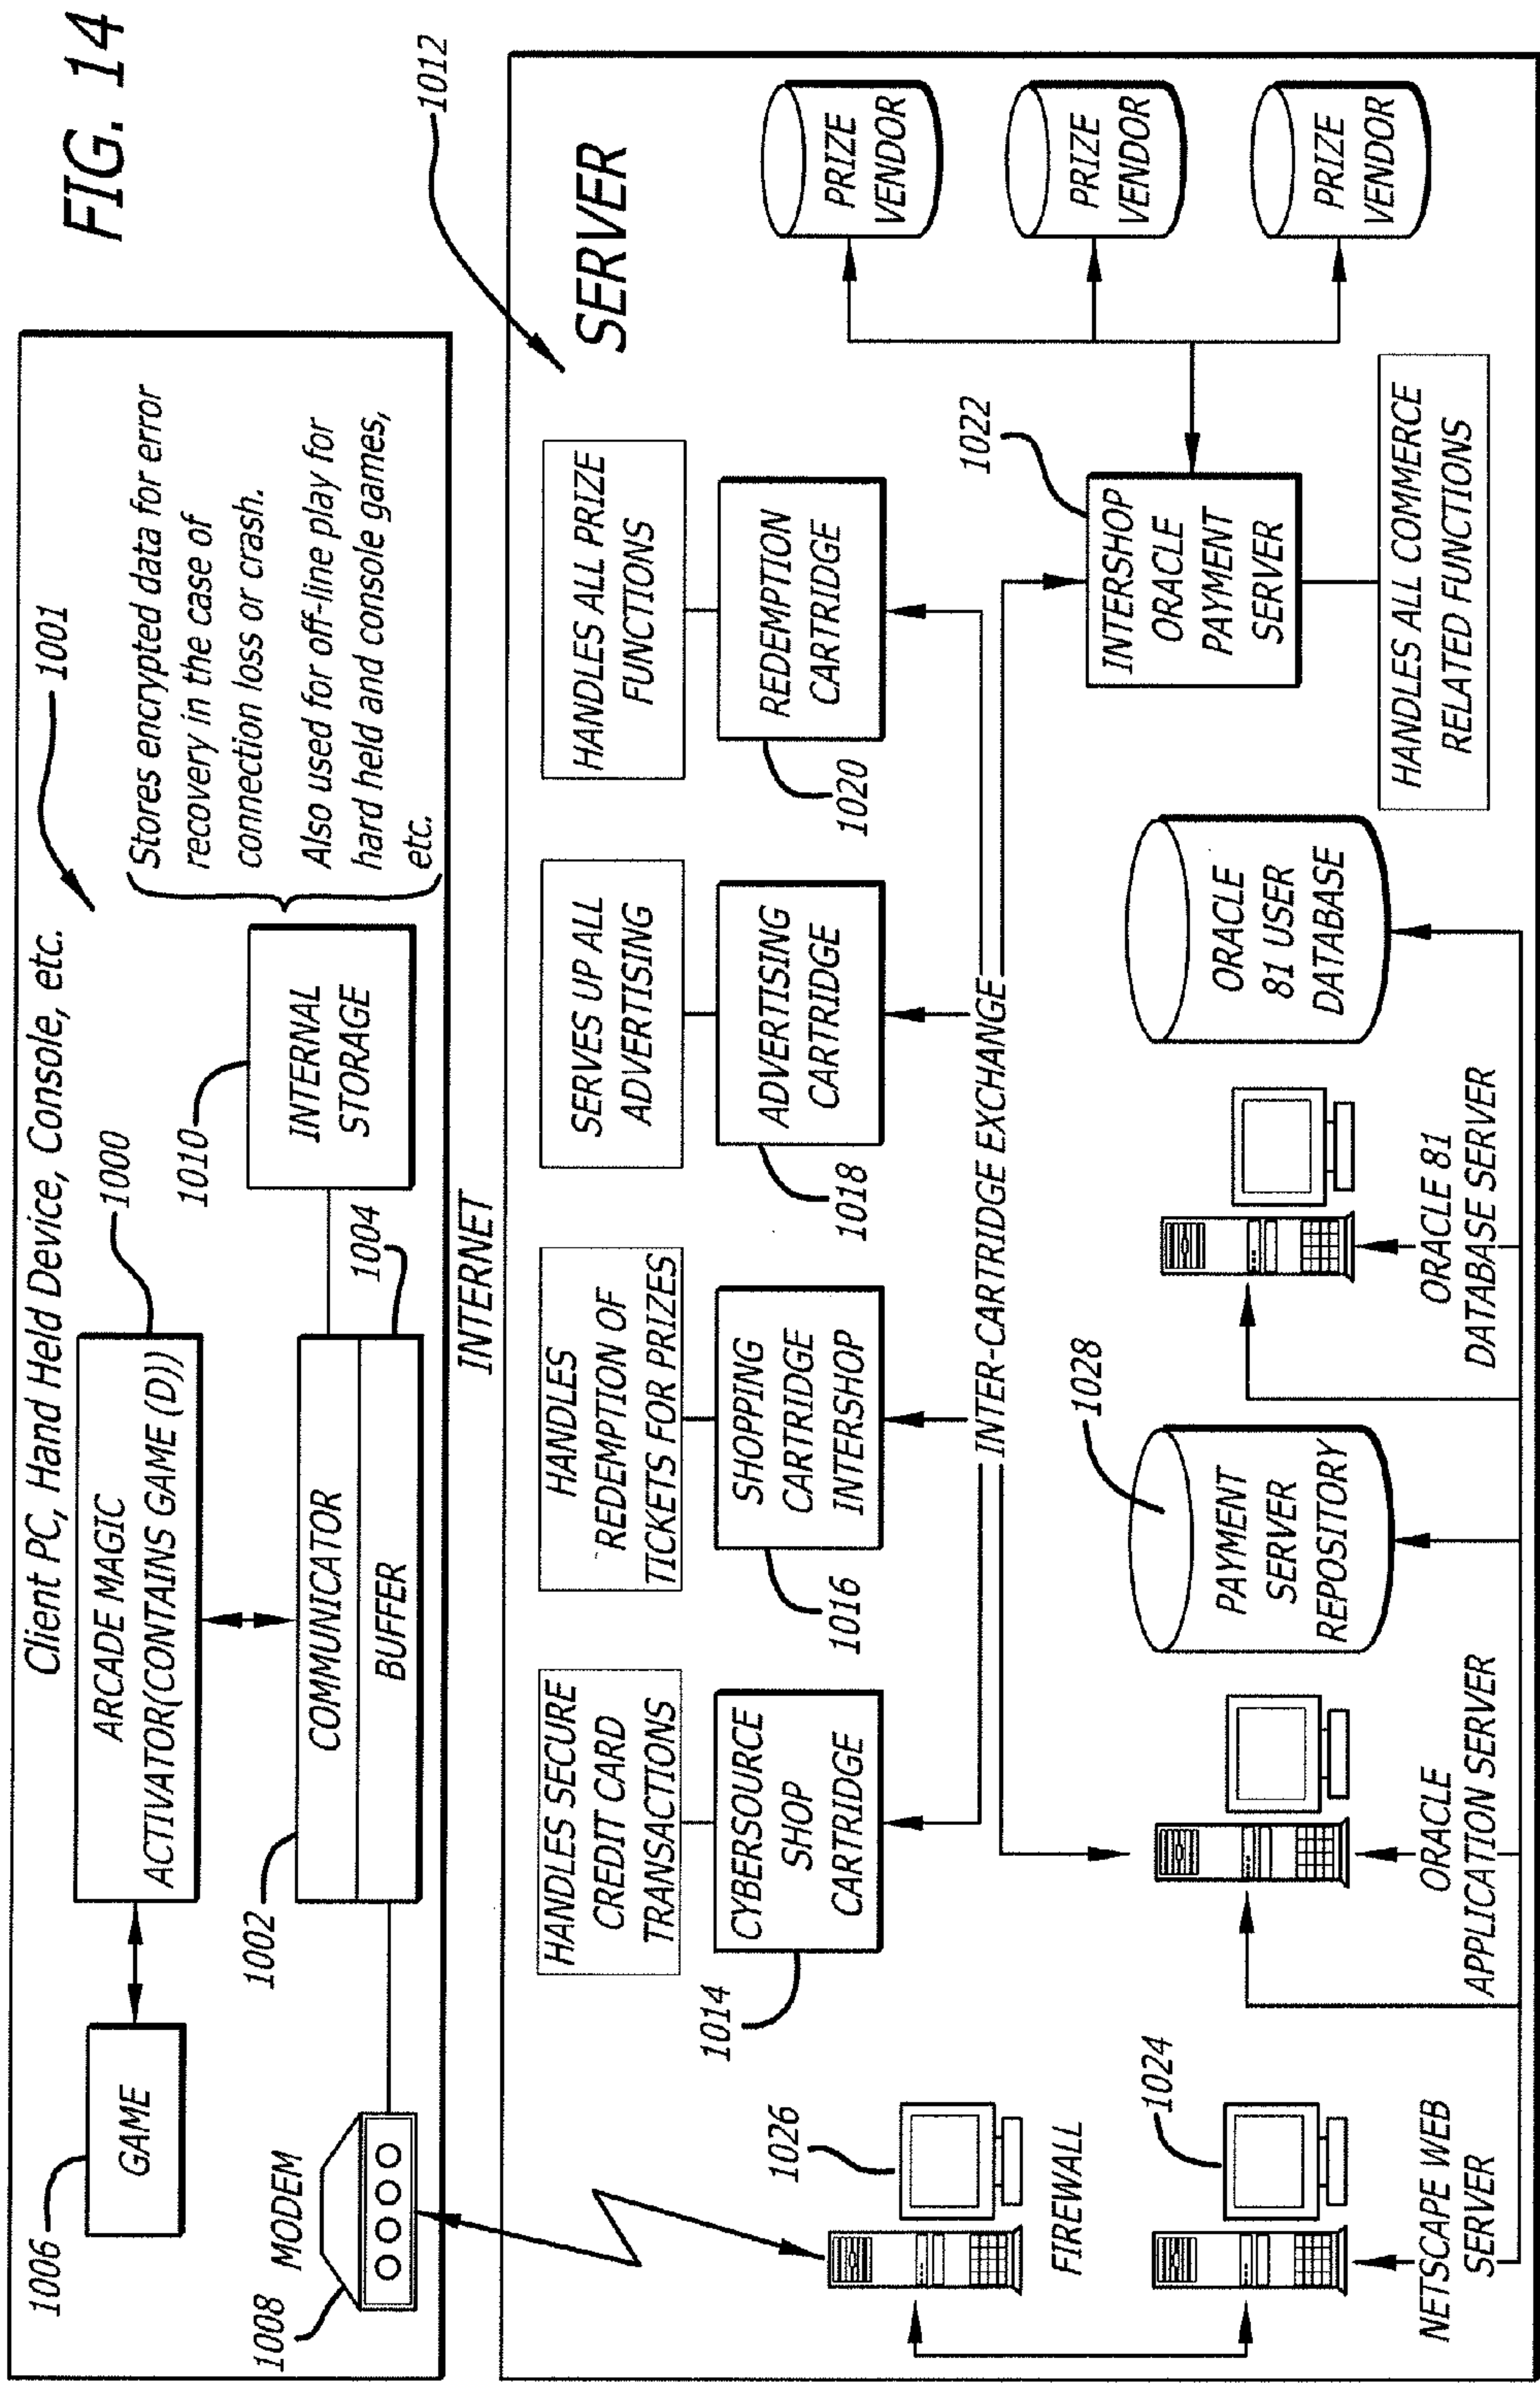 FIG. 14
Client PC, Hand Held Device, Console, etc.
1001
1006
GAME
ARCADE MAGIC
ACTIVATOR(CONTAINS GAME (D))
1000
1008
MODEM
1002
COMMUNICATOR
BUFFER
1004
1010
INTERNAL
STORAGE
Stores encrypted data for error
recovery in the case of
connection loss or crash.
Also used for off-line play for
hard held and console games,
etc.
INTERNET
1012
SERVER
HANDLES SECURE
CREDIT CARD
TRANSACTIONS
HANDLES
REDEMPTION OF
TICKETS FOR PRIZES
SERVES UP ALL
ADVERTISING
HANDLES ALL PRIZE
FUNCTIONS
1014
CYBERSOURCE
SHOP
CARTRIDGE
1016
SHOPPING
CARTRIDGE
INTERSHOP
1018
ADVERTISING
CARTRIDGE
1020
REDEMPTION
CARTRIDGE
PRIZE
VENDOR
PRIZE
VENDOR
PRIZE
VENDOR
INTER-CARTRIDGE EXCHANGE
1026
FIREWALL
1022
INTERSHOP
ORACLE
PAYMENT
SERVER
HANDLES ALL COMMERCE
RELATED FUNCTIONS
1024
NETSCAPE WEB
SERVER
ORACLE
APPLICATION SERVER
1028
PAYMENT
SERVER
REPOSITORY
ORACLE 81
DATABASE SERVER
ORACLE
81 USER
DATABASE